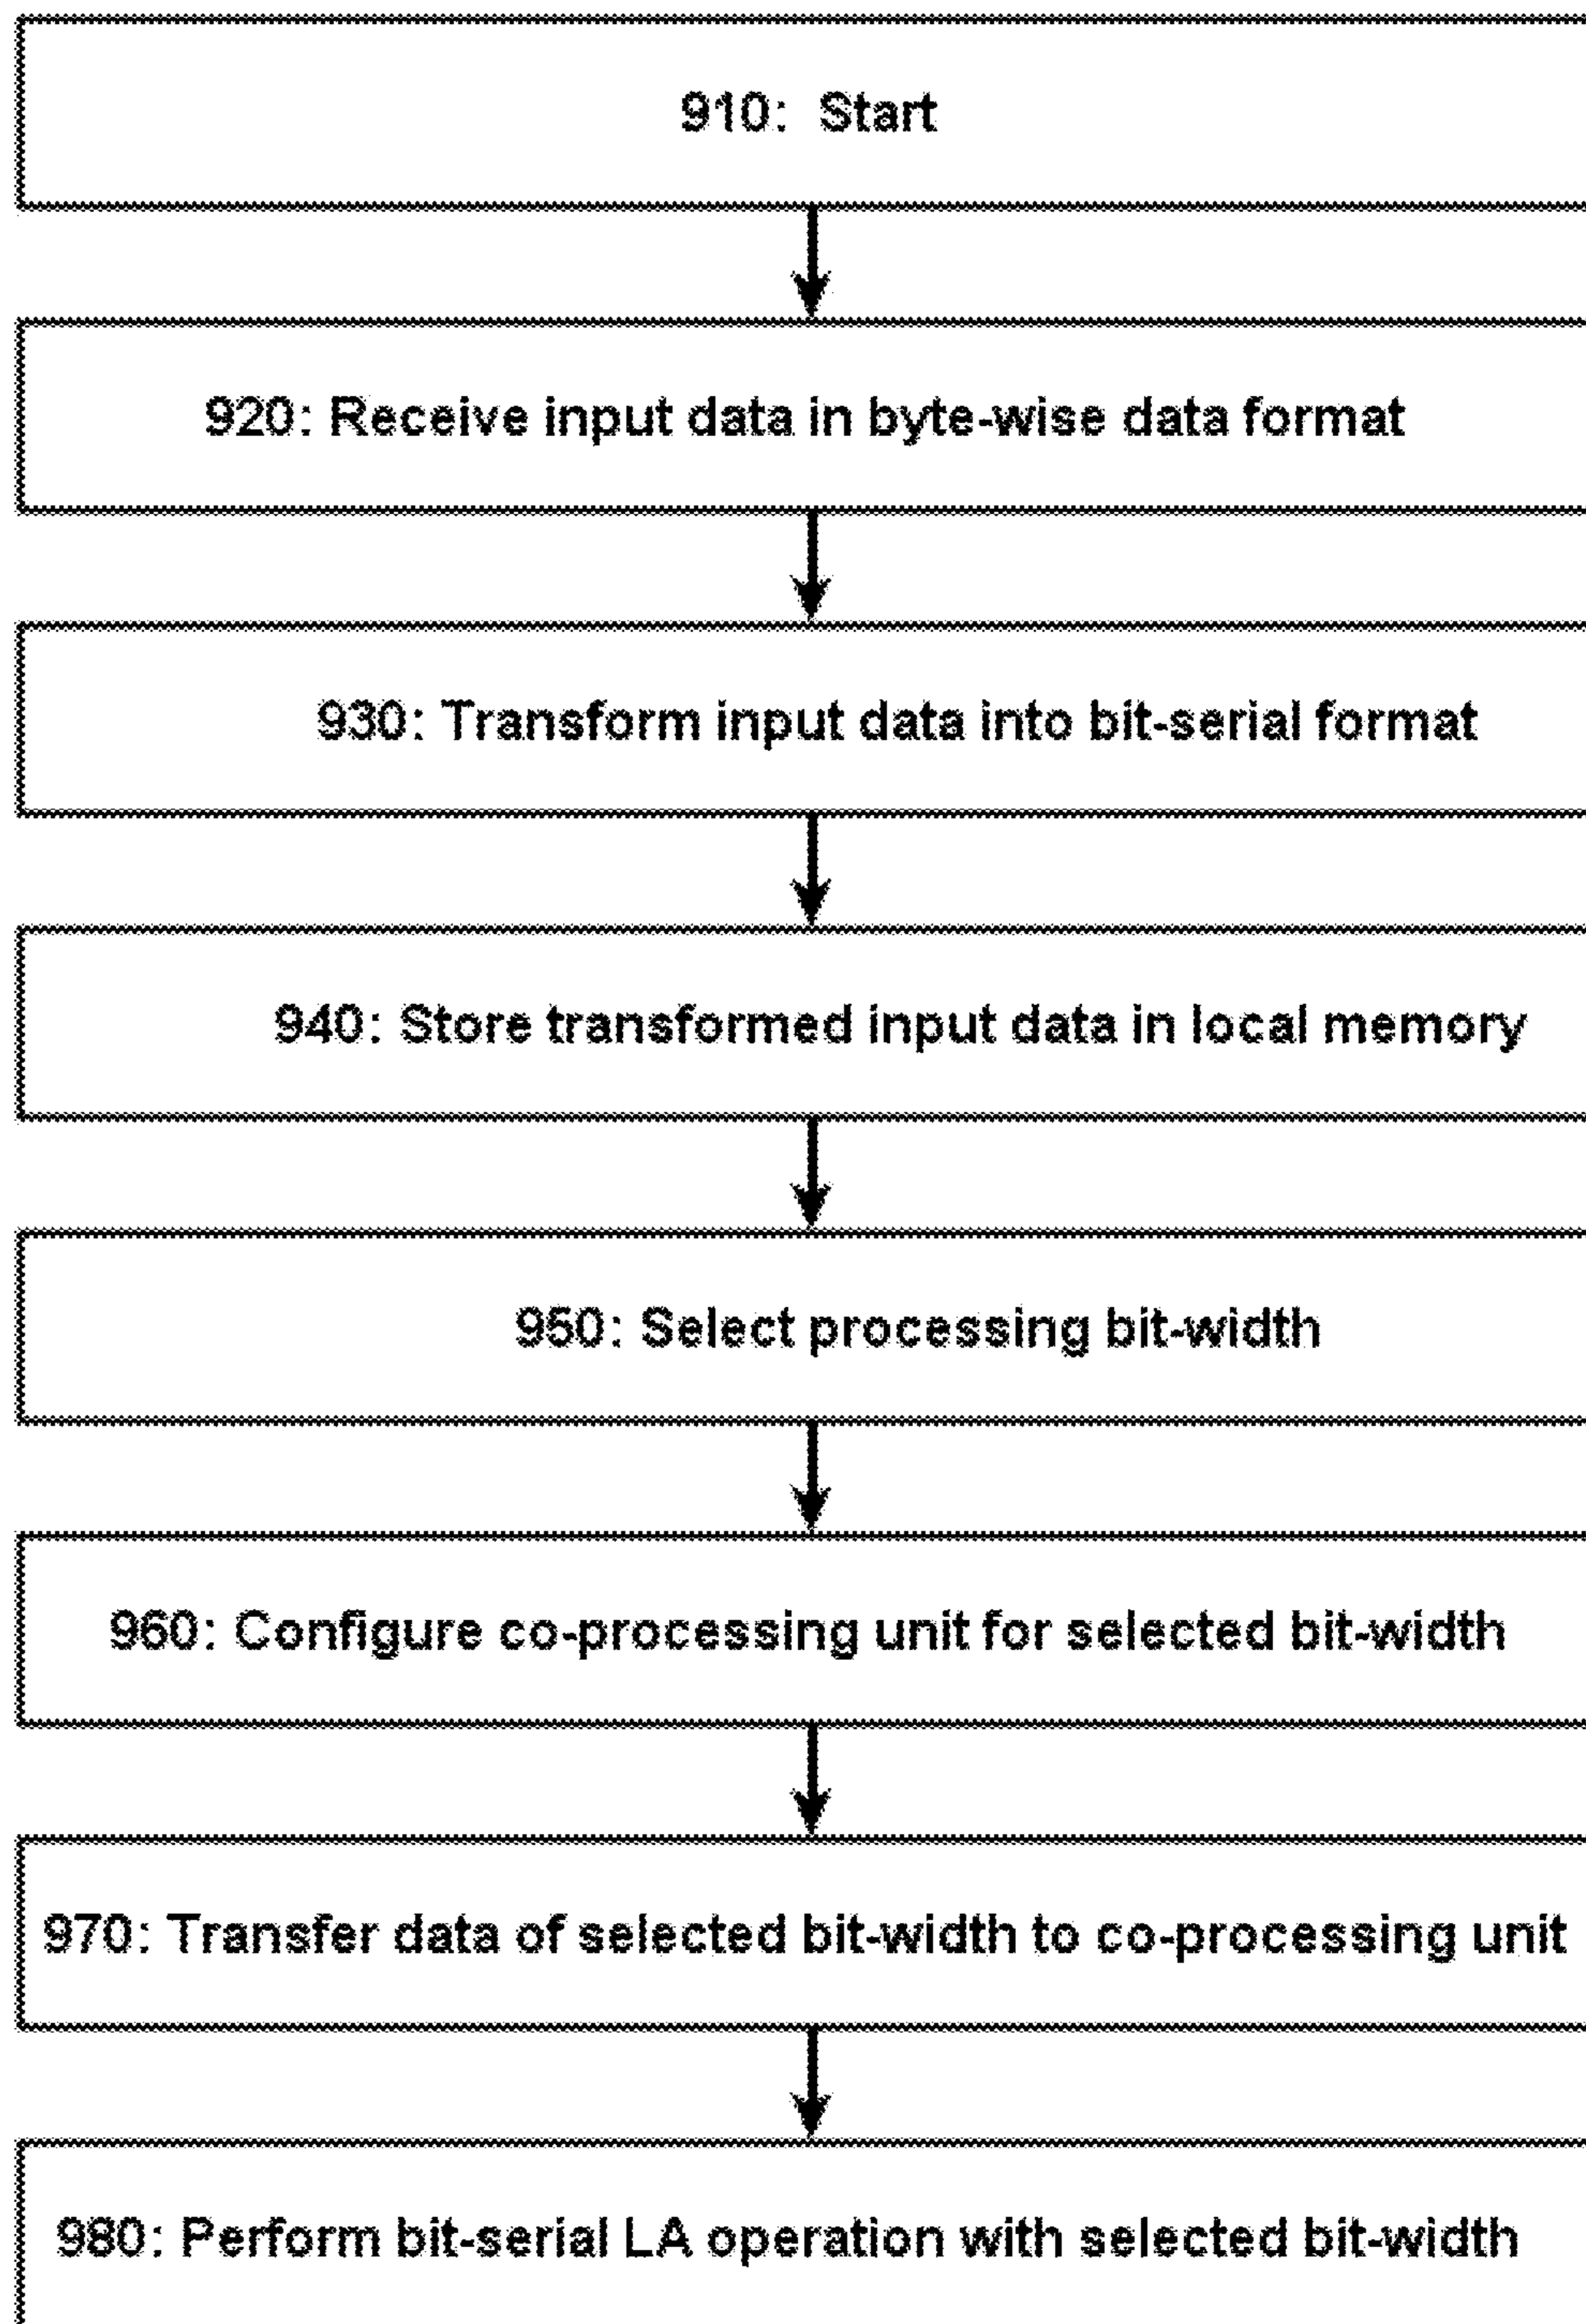 910: Start
920: Receive input data in byte-wise data format
930: Transform input data into bit-serial format
940: Store transformed input data in local memory
950: Select processing bit-width
960: Configure co-processing unit for selected bit-width
970: Transfer data of selected bit-width to co-processing unit
980: Perform bit-serial LA operation with selected bit-width